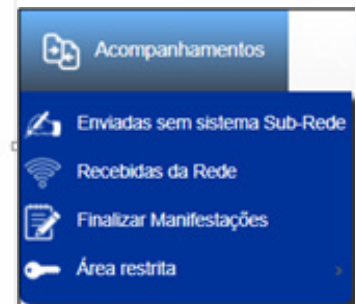 Acompanhamentos
Enviadas sem sistema Sub-Rede
Recebidas da Rede
Finalizar Manifestações
Área restrita